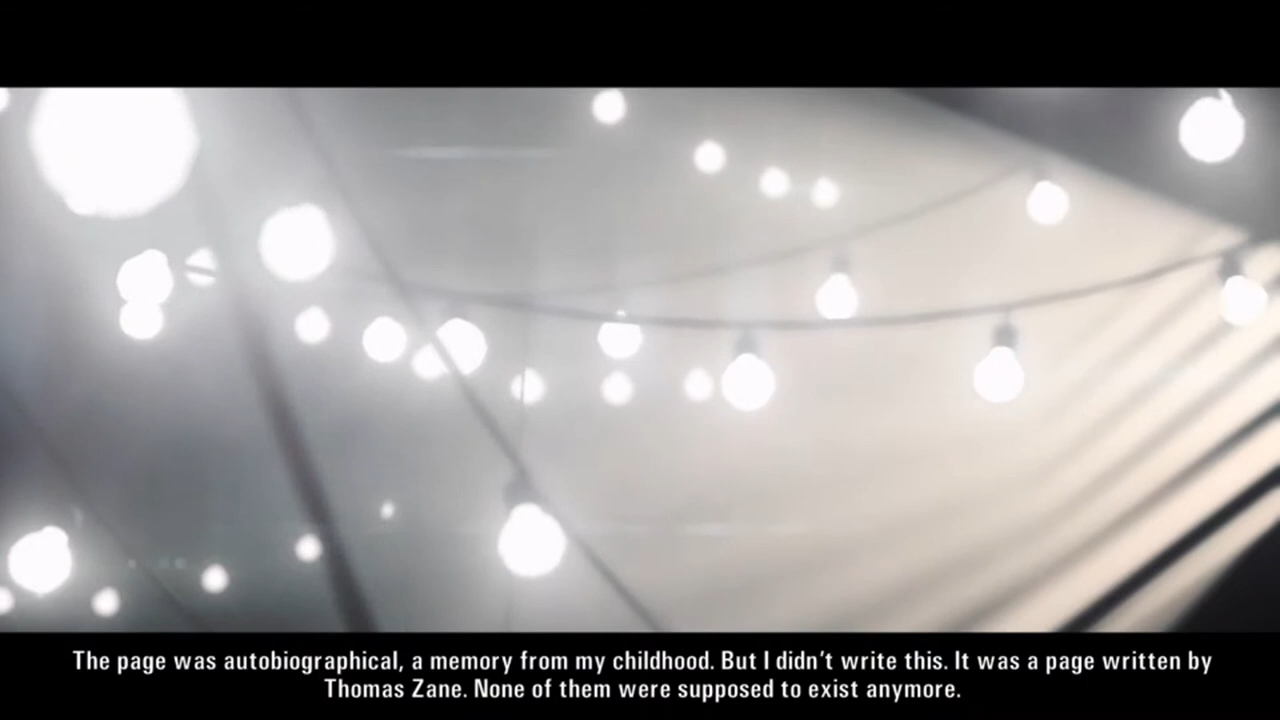 The page was autobiographical, a memory from my childhood. But I didn't write this. It was a page written by
Thomas Zane. None of them were supposed to exist anymore.